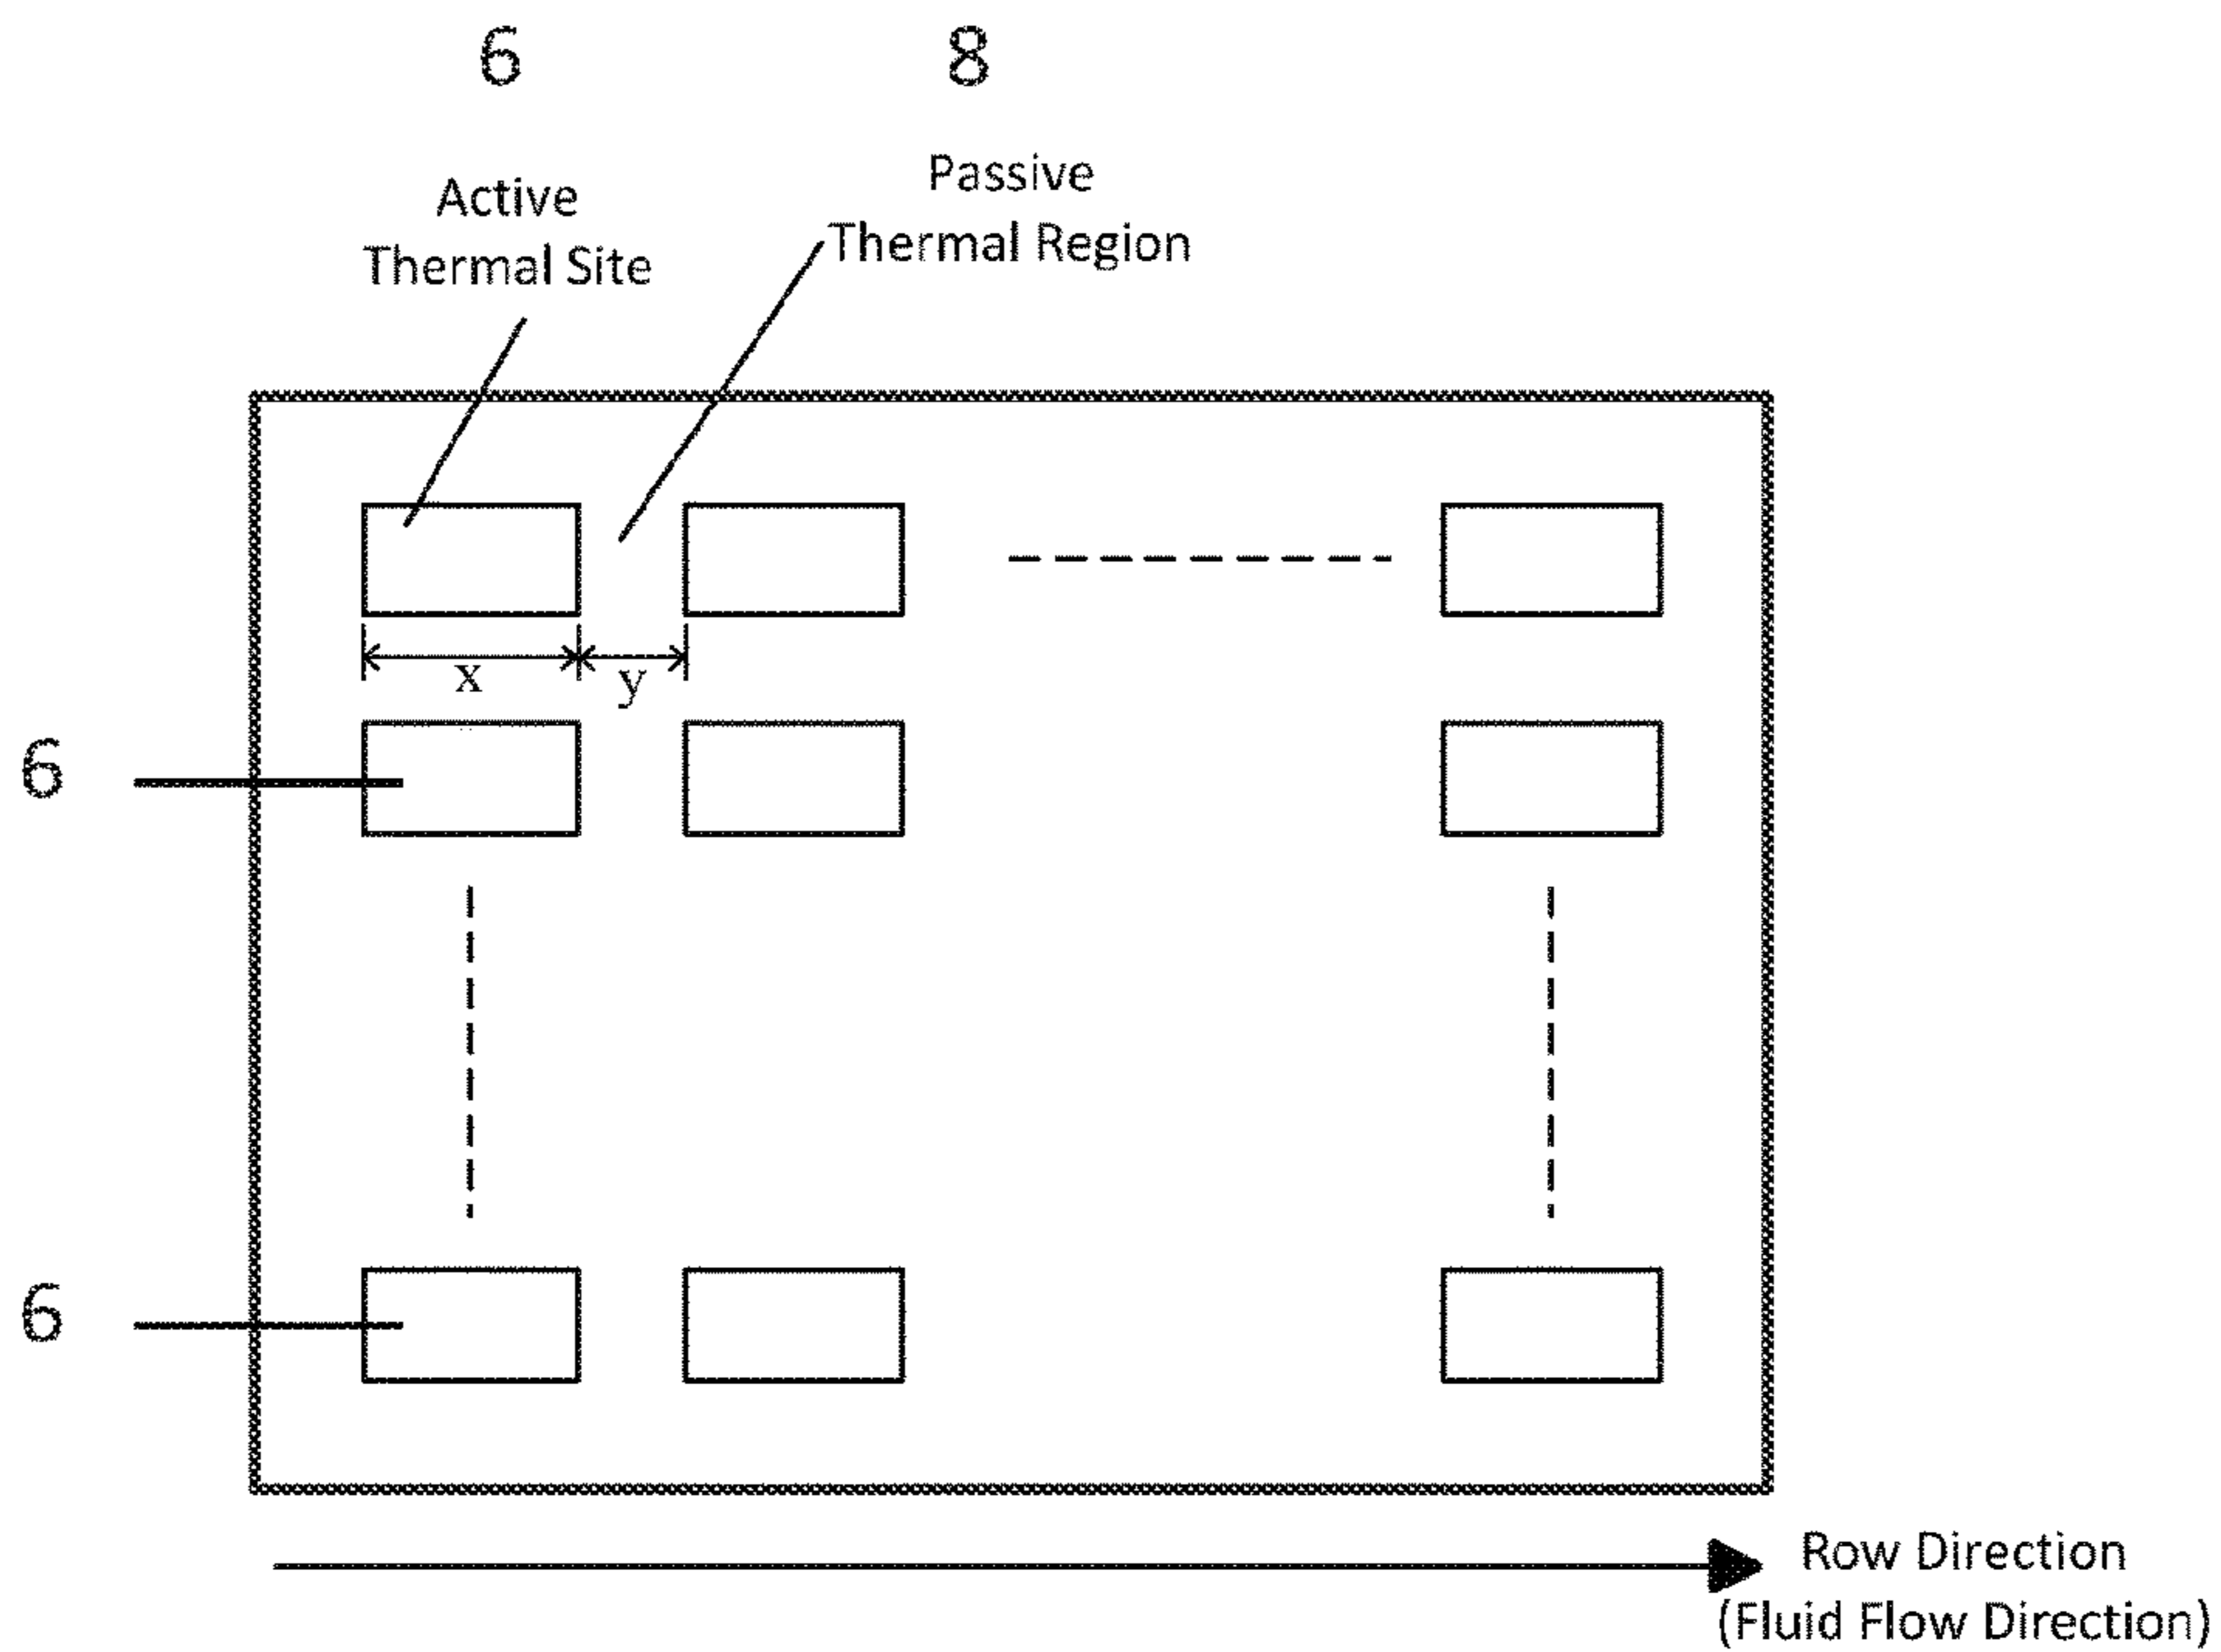 6
8
Active
Thermal Site
Passive
Thermal Region
x
y
6
6
Row Direction
(Fluid Flow Direction)